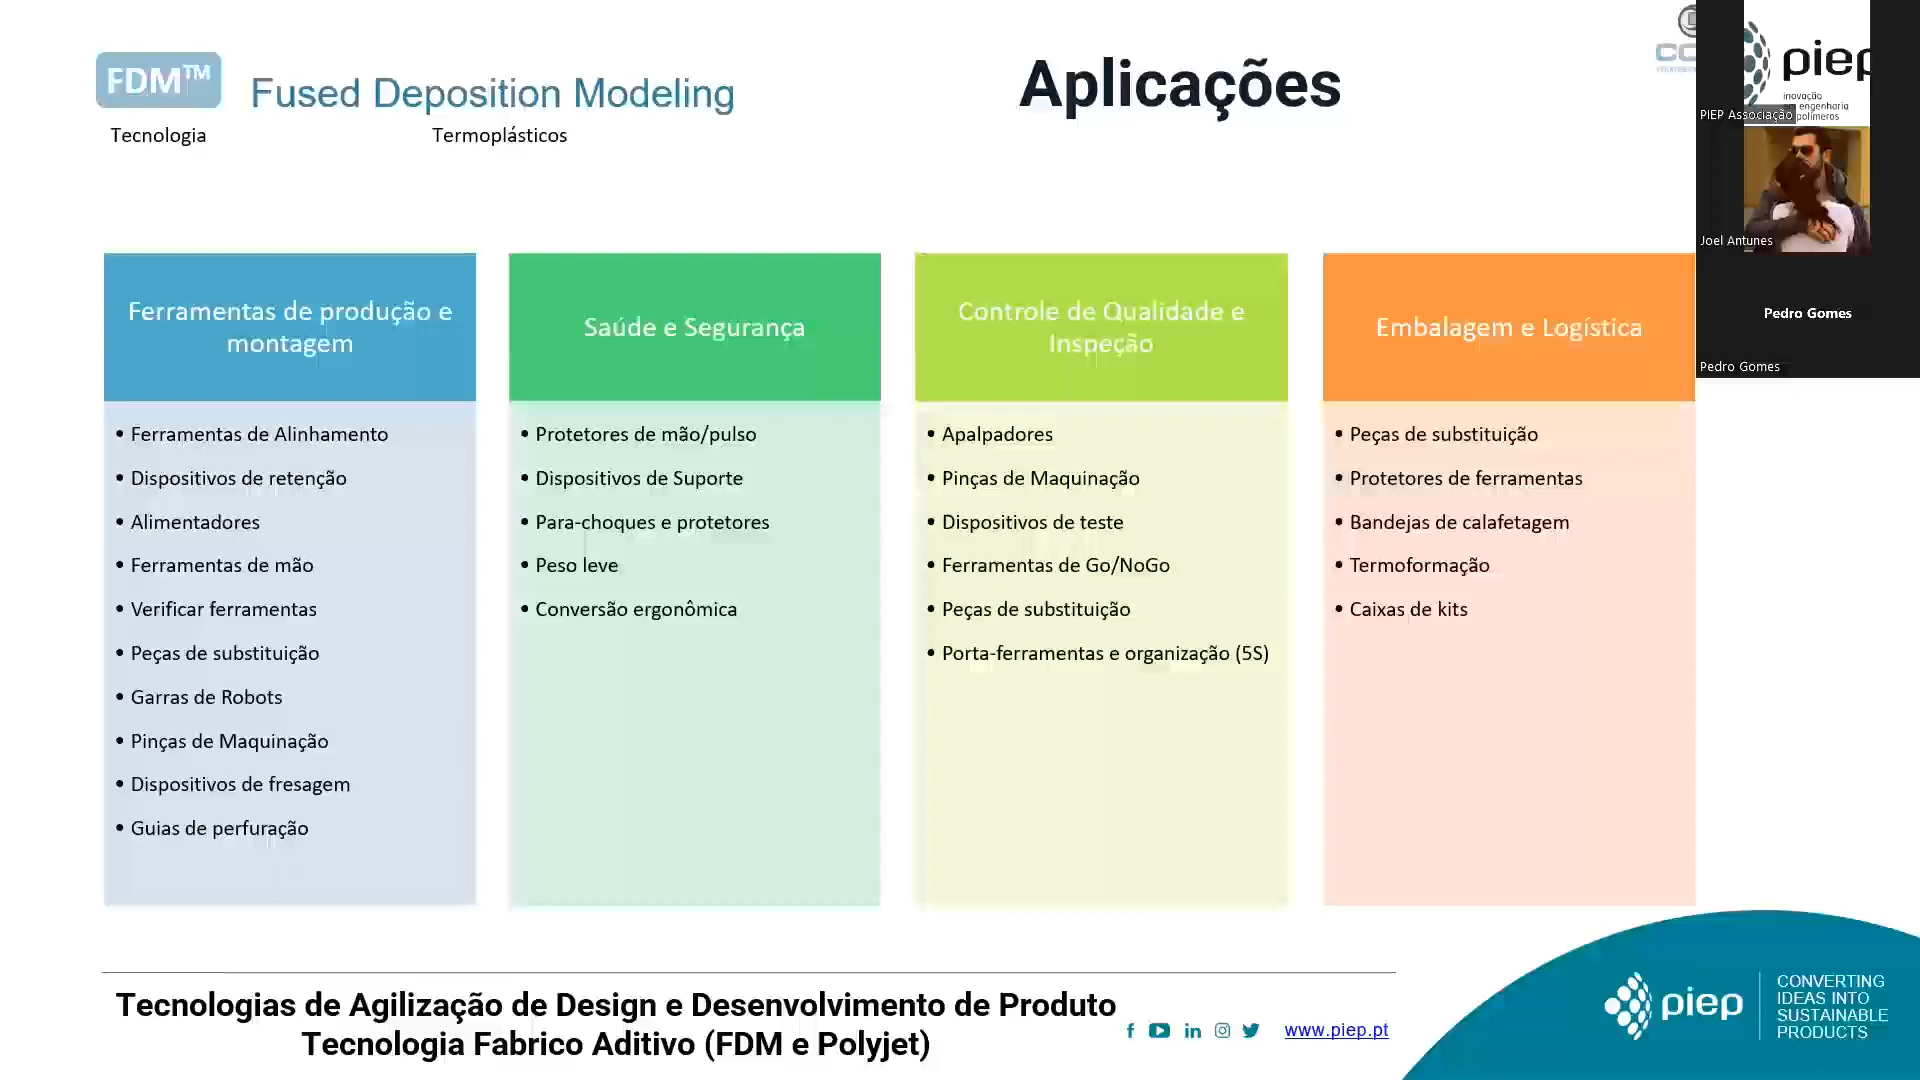 FDM™
Fused Deposition Modeling
Tecnologia
Termoplásticos
Aplicações
piep
inovação
engenharia
polímeros
PIEP Associação
Joel Antunes
Pedro Gomes
Pedro Gomes
Ferramentas de produção e
montagem
• Ferramentas de Alinhamento
• Dispositivos de retenção
• Alimentadores
• Ferramentas de mão
• Verificar ferramentas
• Peças de substituição
• Garras de Robots
• Pinças de Maquinação
• Dispositivos de fresagem
• Guias de perfuração
Saúde e Segurança
• Protetores de mão/pulso
• Dispositivos de Suporte
• Para-choques e protetores
• Peso leve
• Conversão ergonômica
Controle de Qualidade e
Inspeção
• Apalpadores
• Pinças de Maquinação
• Dispositivos de teste
• Ferramentas de Go/NoGo
• Peças de substituição
• Porta-ferramentas e organização (5S)
Embalagem e Logística
• Peças de substituição
• Protetores de ferramentas
• Bandejas de calafetagem
• Termoformação
• Caixas de kits
Tecnologias de Agilização de Design e Desenvolvimento de Produto
Tecnologia Fabrico Aditivo (FDM e Polyjet)
www.piep.pt
piep
CONVERTING
IDEAS INTO
SUSTAINABLE
PRODUCTS